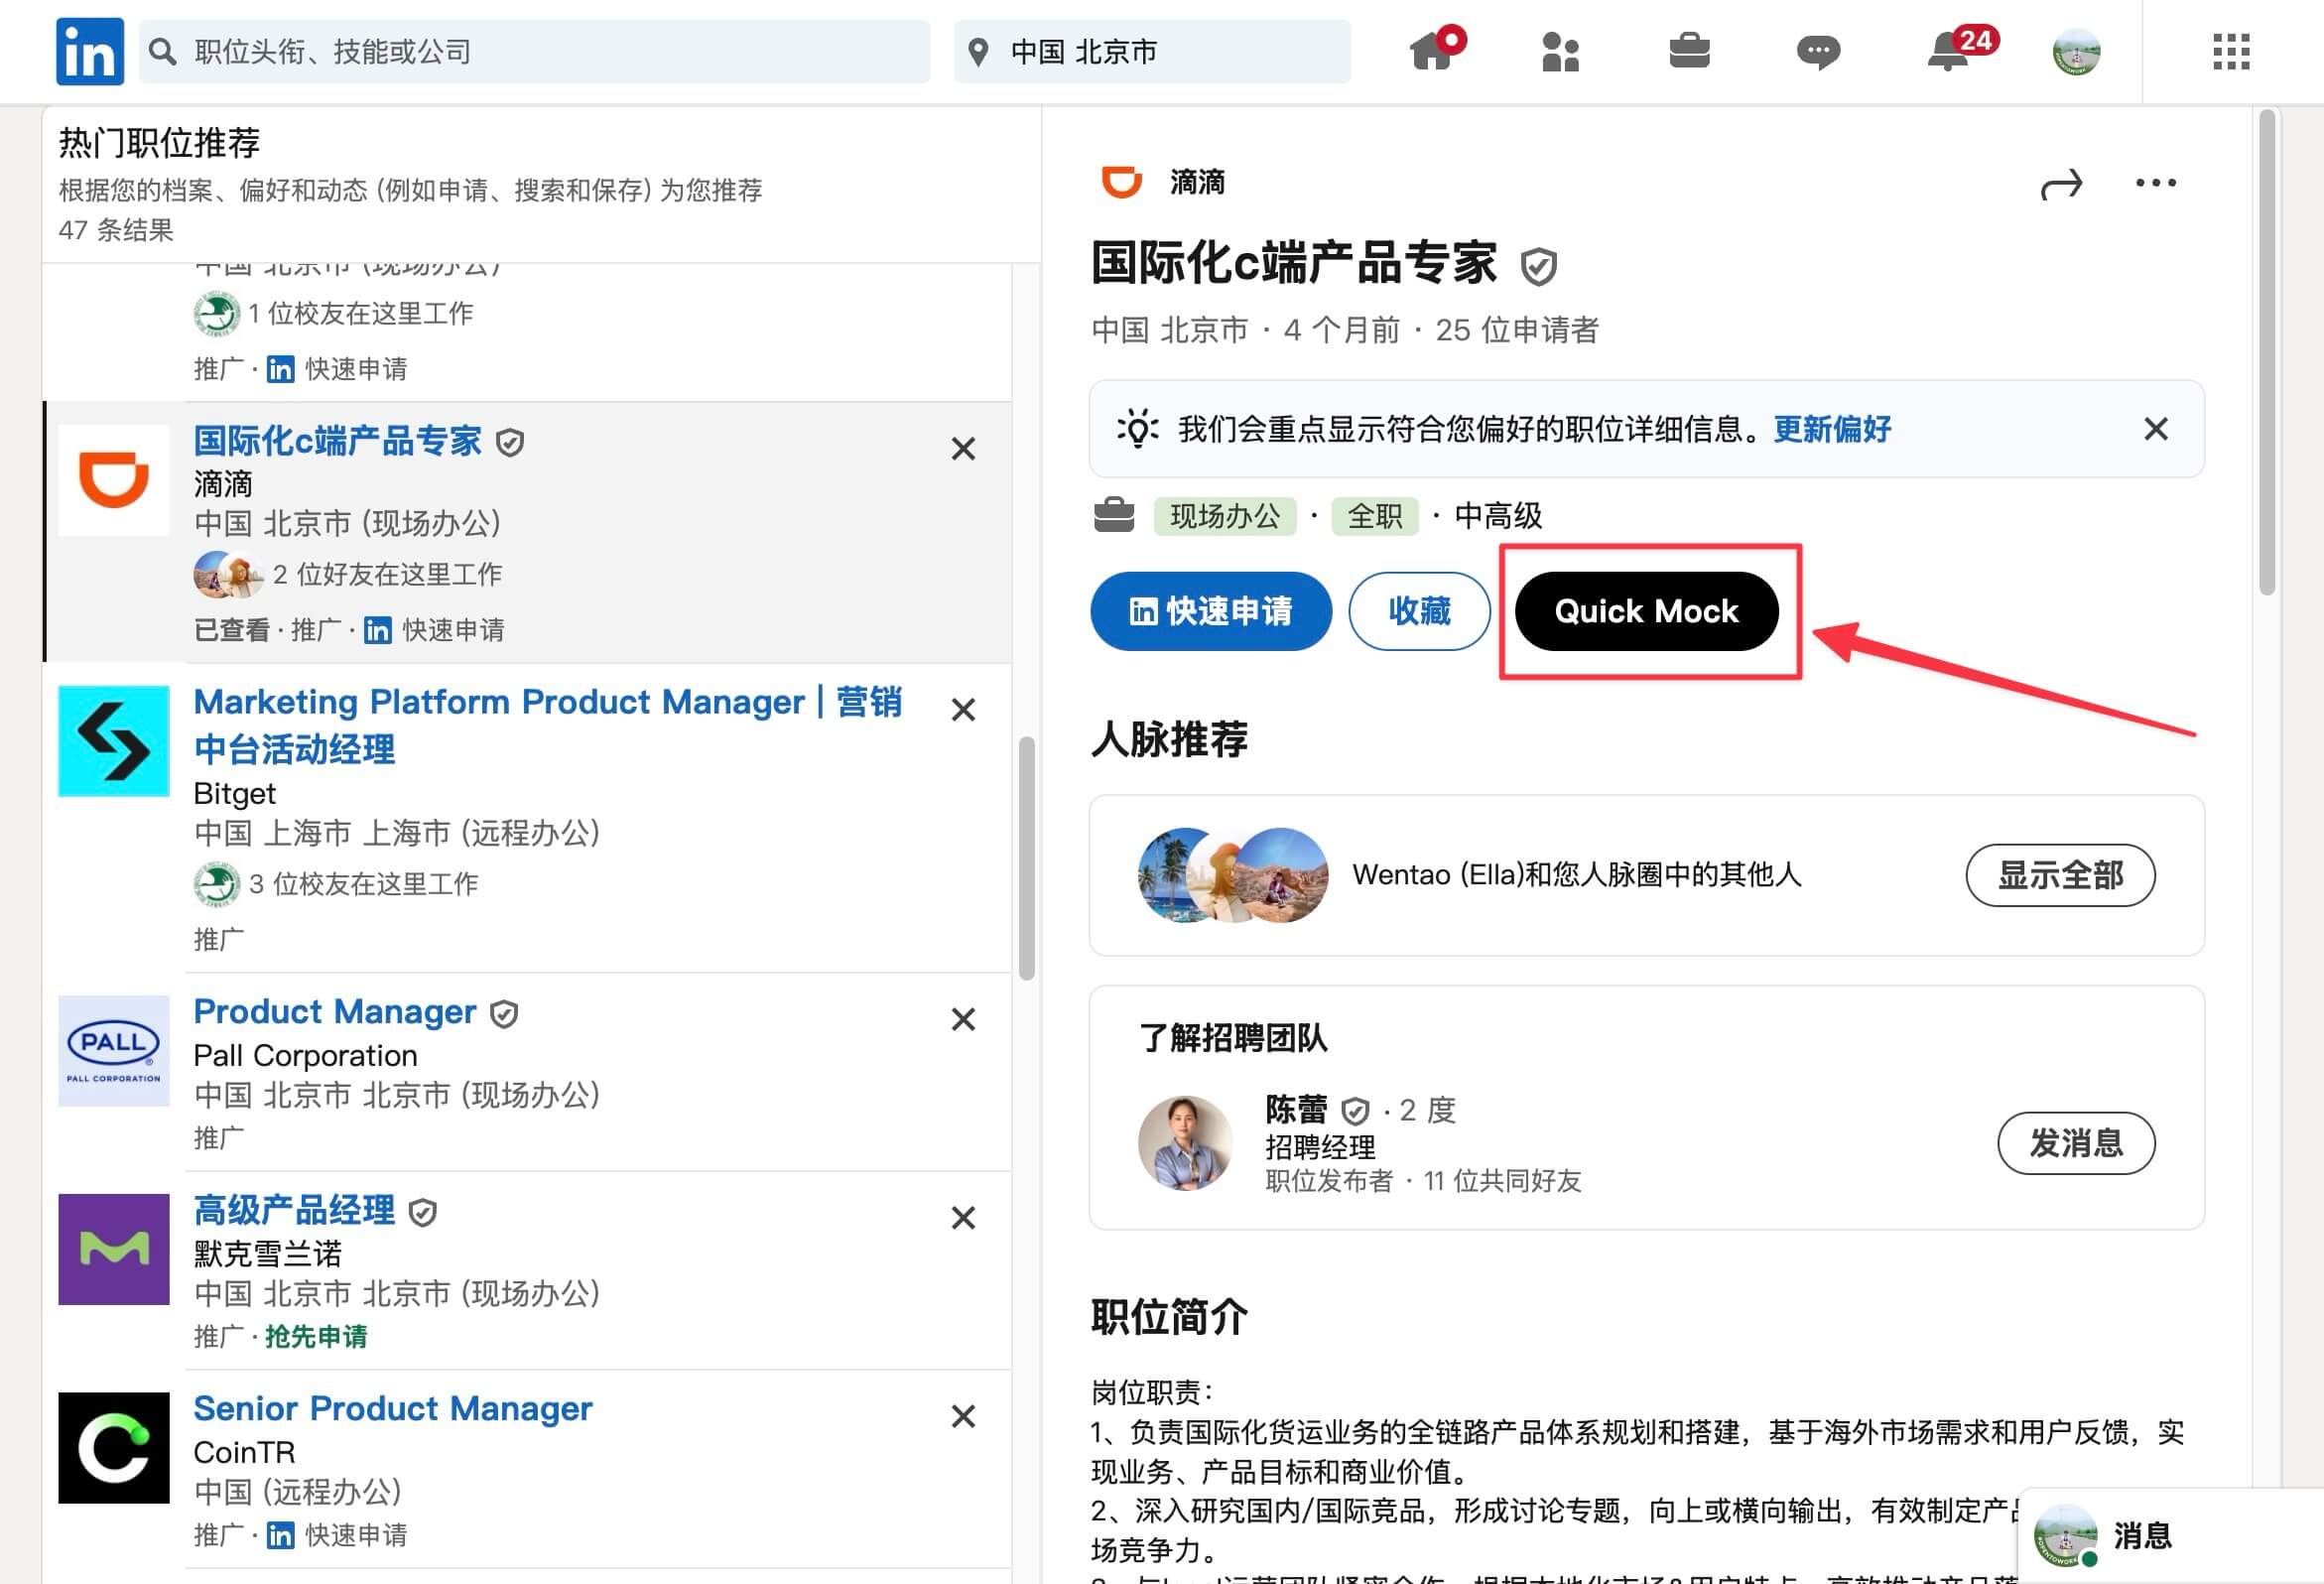 in
职位头衔、技能或公司
中国 北京市
24
热门职位推荐
根据您的档案、偏好和动态 (例如申请、搜索和保存) 为您推荐
47 条结果
中国 北京市 (现场办公)
1 位校友在这里工作
推广 · in 快速申请
国际化c端产品专家
滴滴
中国 北京市 (现场办公)
2 位好友在这里工作
已查看 · 推广 · in 快速申请
Marketing Platform Product Manager | 营销
中台活动经理
Bitget
中国 上海市 上海市 (远程办公)
3 位校友在这里工作
推广
PALL
PALL CORPORATION
Product Manager
Pall Corporation
中国 北京市 北京市 (现场办公)
推广
高级产品经理
默克雪兰诺
中国 北京市 北京市 (现场办公)
推广 · 抢先申请
Senior Product Manager
CoinTR
中国 (远程办公)
推广 · in 快速申请
滴滴
国际化c端产品专家
中国 北京市 · 4 个月前 · 25 位申请者
我们会重点显示符合您偏好的职位详细信息。更新偏好
现场办公 · 全职 · 中高级
in 快速申请
收藏
Quick Mock
人脉推荐
Wentao (Ella)和您人脉圈中的其他人
显示全部
了解招聘团队
陈蕾 · 2 度
招聘经理
职位发布者 · 11 位共同好友
发消息
职位简介
岗位职责：
1、负责国际化货运业务的全链路产品体系规划和搭建，基于海外市场需求和用户反馈，实
现业务、产品目标和商业价值。
2、深入研究国内/国际竞品，形成讨论专题，向上或横向输出，有效制定产品
场竞争力。
消息